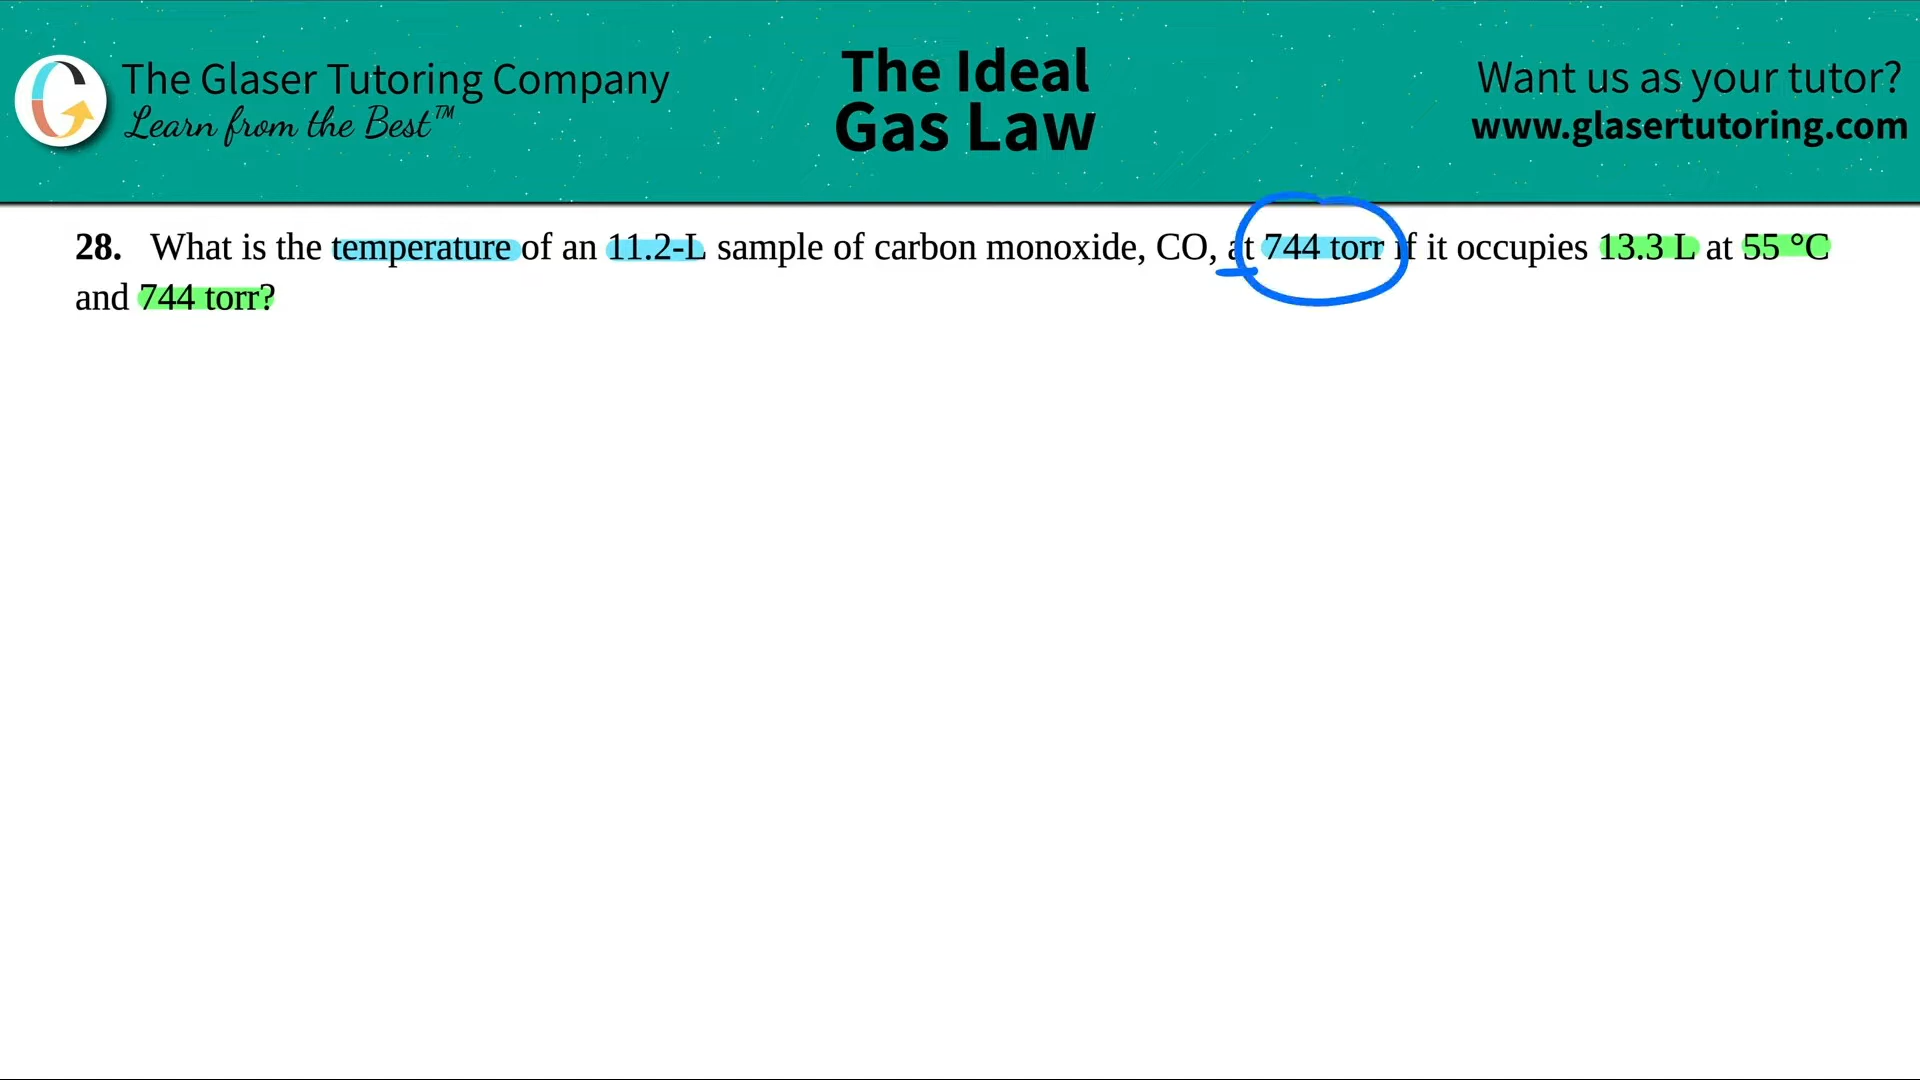 The Glaser Tutoring Company
Learn from the Best™
The Ideal
Gas Law
Want us as your tutor?
www.glasertutoring.com
28. What is the temperature of an 11.2-L sample of carbon monoxide, CO, at 744 torr if it occupies 13.3 L at 55 °C
and 744 torr?